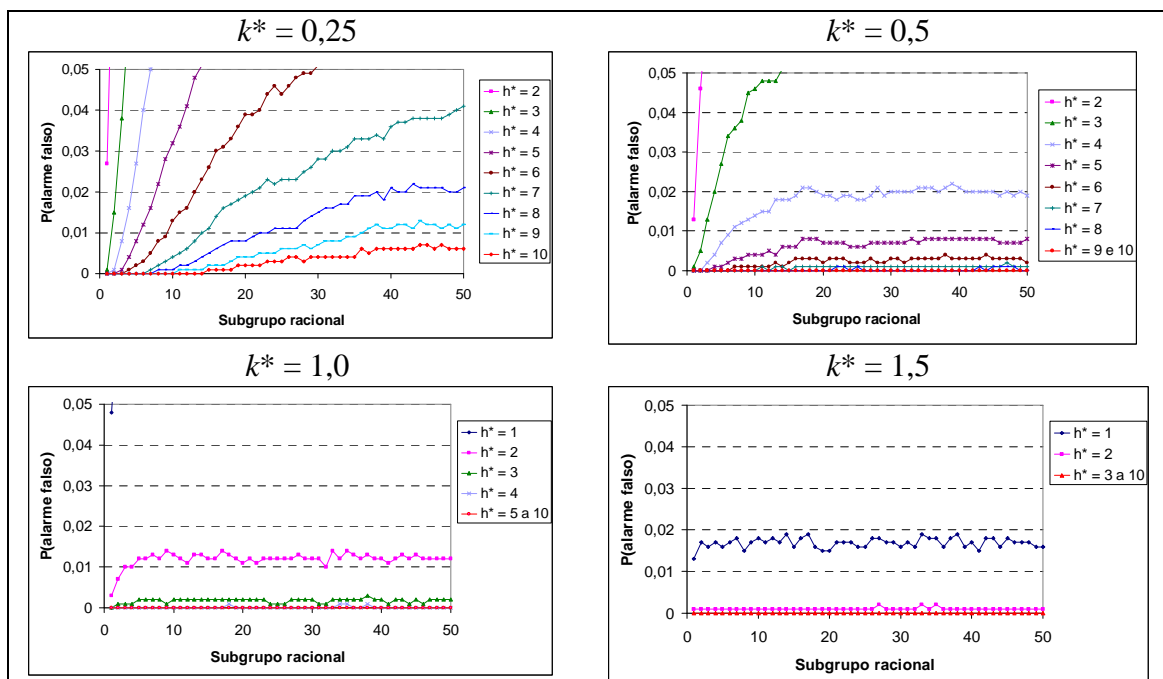 k* = 0,25
0,05
0,04
0,03
0,02
0,01
0
0 10 20 30 40 50
P(alarme falso)
Subgrupo racional
h* = 2
h* = 3
h* = 4
h* = 5
h* = 6
h* = 7
h* = 8
h* = 9
h* = 10
k* = 0,5
0,05
0,04
0,03
0,02
0,01
0
0 10 20 30 40 50
P(alarme falso)
Subgrupo racional
h* = 2
h* = 3
h* = 4
h* = 5
h* = 6
h* = 7
h* = 8
h* = 9 e 10
k* = 1,0
0,05
0,04
0,03
0,02
0,01
0
0 10 20 30 40 50
P(alarme falso)
Subgrupo racional
h* = 1
h* = 2
h* = 3
h* = 4
h* = 5 a 10
k* = 1,5
0,05
0,04
0,03
0,02
0,01
0
0 10 20 30 40 50
P(alarme falso)
Subgrupo racional
h* = 1
h* = 2
h* = 3 a 10